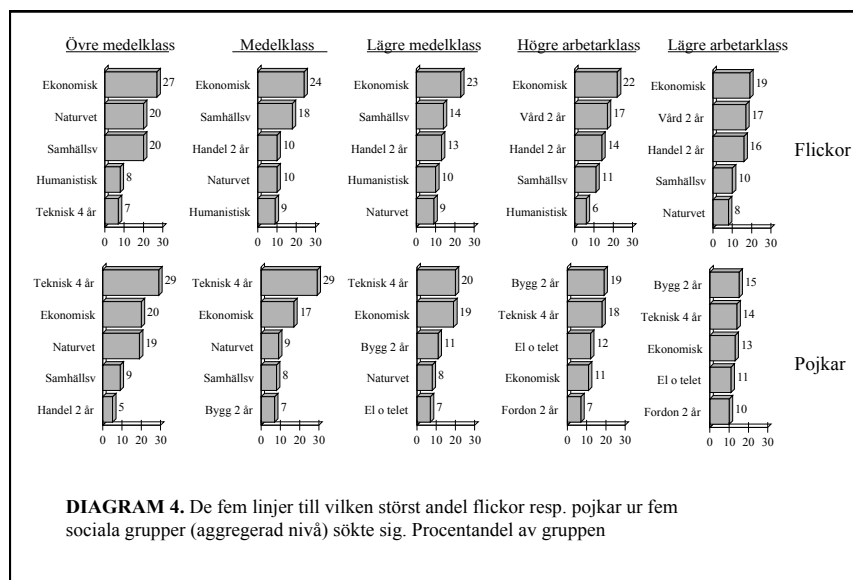 Övre medelklass Medelklass Lägre medelklass Högre arbetarklass Lägre arbetarklass
Ekonomisk 27
Naturvet 20
Samhällsv 20
Humanistisk 8
Teknisk 4 år 7
0 10 20 30
Ekonomisk 24
Samhällsv 18
Handel 2 år 10
Naturvet 10
Humanistisk 9
0 10 20 30
Ekonomisk 23
Samhällsv 14
Handel 2 år 13
Humanistisk 10
Naturvet 9
0 10 20 30
Ekonomisk 22
Vård 2 år 17
Handel 2 år 14
Samhällsv 11
Humanistisk 6
0 10 20 30
Ekonomisk 19
Vård 2 år 17
Handel 2 år 16
Samhällsv 10
Naturvet 8
0 10 20 30
Flickor
Teknisk 4 år 29
Ekonomisk 20
Naturvet 19
Samhällsv 9
Handel 2 år 5
0 10 20 30
Teknisk 4 år 29
Ekonomisk 17
Naturvet 9
Samhällsv 8
Bygg 2 år 7
0 10 20 30
Teknisk 4 år 20
Ekonomisk 19
Bygg 2 år 11
Naturvet 8
El o telet 7
0 10 20 30
Bygg 2 år 19
Teknisk 4 år 18
El o telet 12
Ekonomisk 11
Fordon 2 år 7
0 10 20 30
Bygg 2 år 15
Teknisk 4 år 14
Ekonomisk 13
El o telet 11
Fordon 2 år 10
0 10 20 30
Pojkar
DIAGRAM 4. De fem linjer till vilken störst andel flickor resp. pojkar ur fem
sociala grupper (aggregerad nivå) sökte sig. Procentandel av gruppen